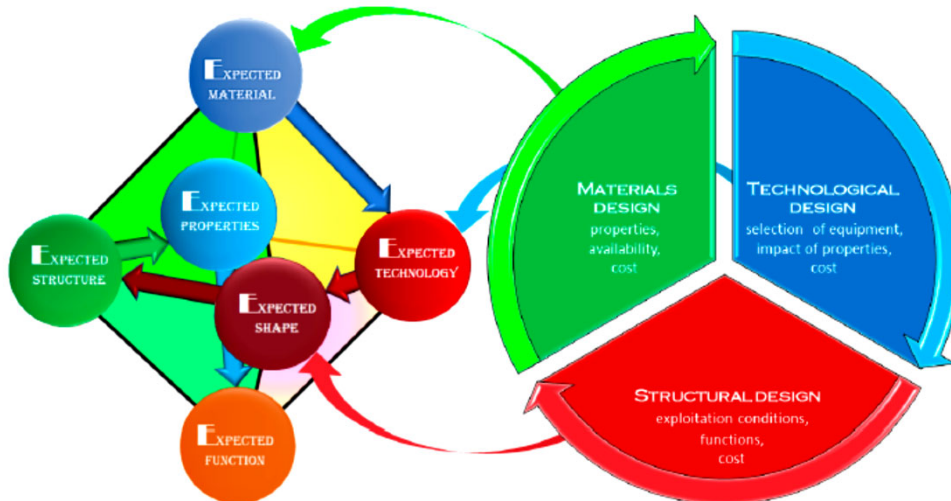 EXPECTED
MATERIAL
EXPECTED
PROPERTIES
EXPECTED
STRUCTURE
EXPECTED
TECHNOLOGY
EXPECTED
SHAPE
EXPECTED
FUNCTION
MATERIALS
DESIGN
properties,
availability,
cost
TECHNOLOGICAL
DESIGN
selection of equipment,
impact of properties,
cost
STRUCTURAL DESIGN
exploitation conditions,
functions,
cost